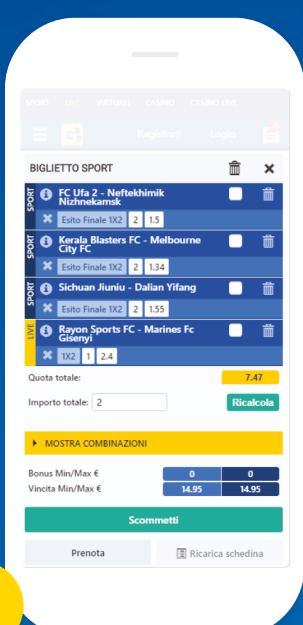 SPORT LIVE VIRTUALI CASINO CASINO LIVE
Registrati Login
BIGLIETTO SPORT
SPORT
FC Ufa 2 - Neftekhimik
Nizhnekamsk
Esito Finale 1X2 2 1.5
SPORT
Kerala Blasters FC - Melbourne
City FC
Esito Finale 1X2 2 1.34
SPORT
Sichuan Jiuniu - Dalian Yifang
Esito Finale 1X2 2 1.55
LIVE
Rayon Sports FC - Marines Fc
Gisenyi
1X2 1 2.4
Quota totale: 7.47
Importo totale: 2 Ricalcola
MOSTRA COMBINAZIONI
Bonus Min/Max € 0 0
Vincita Min/Max € 14.95 14.95
Scommetti
Prenota Ricarica schedina